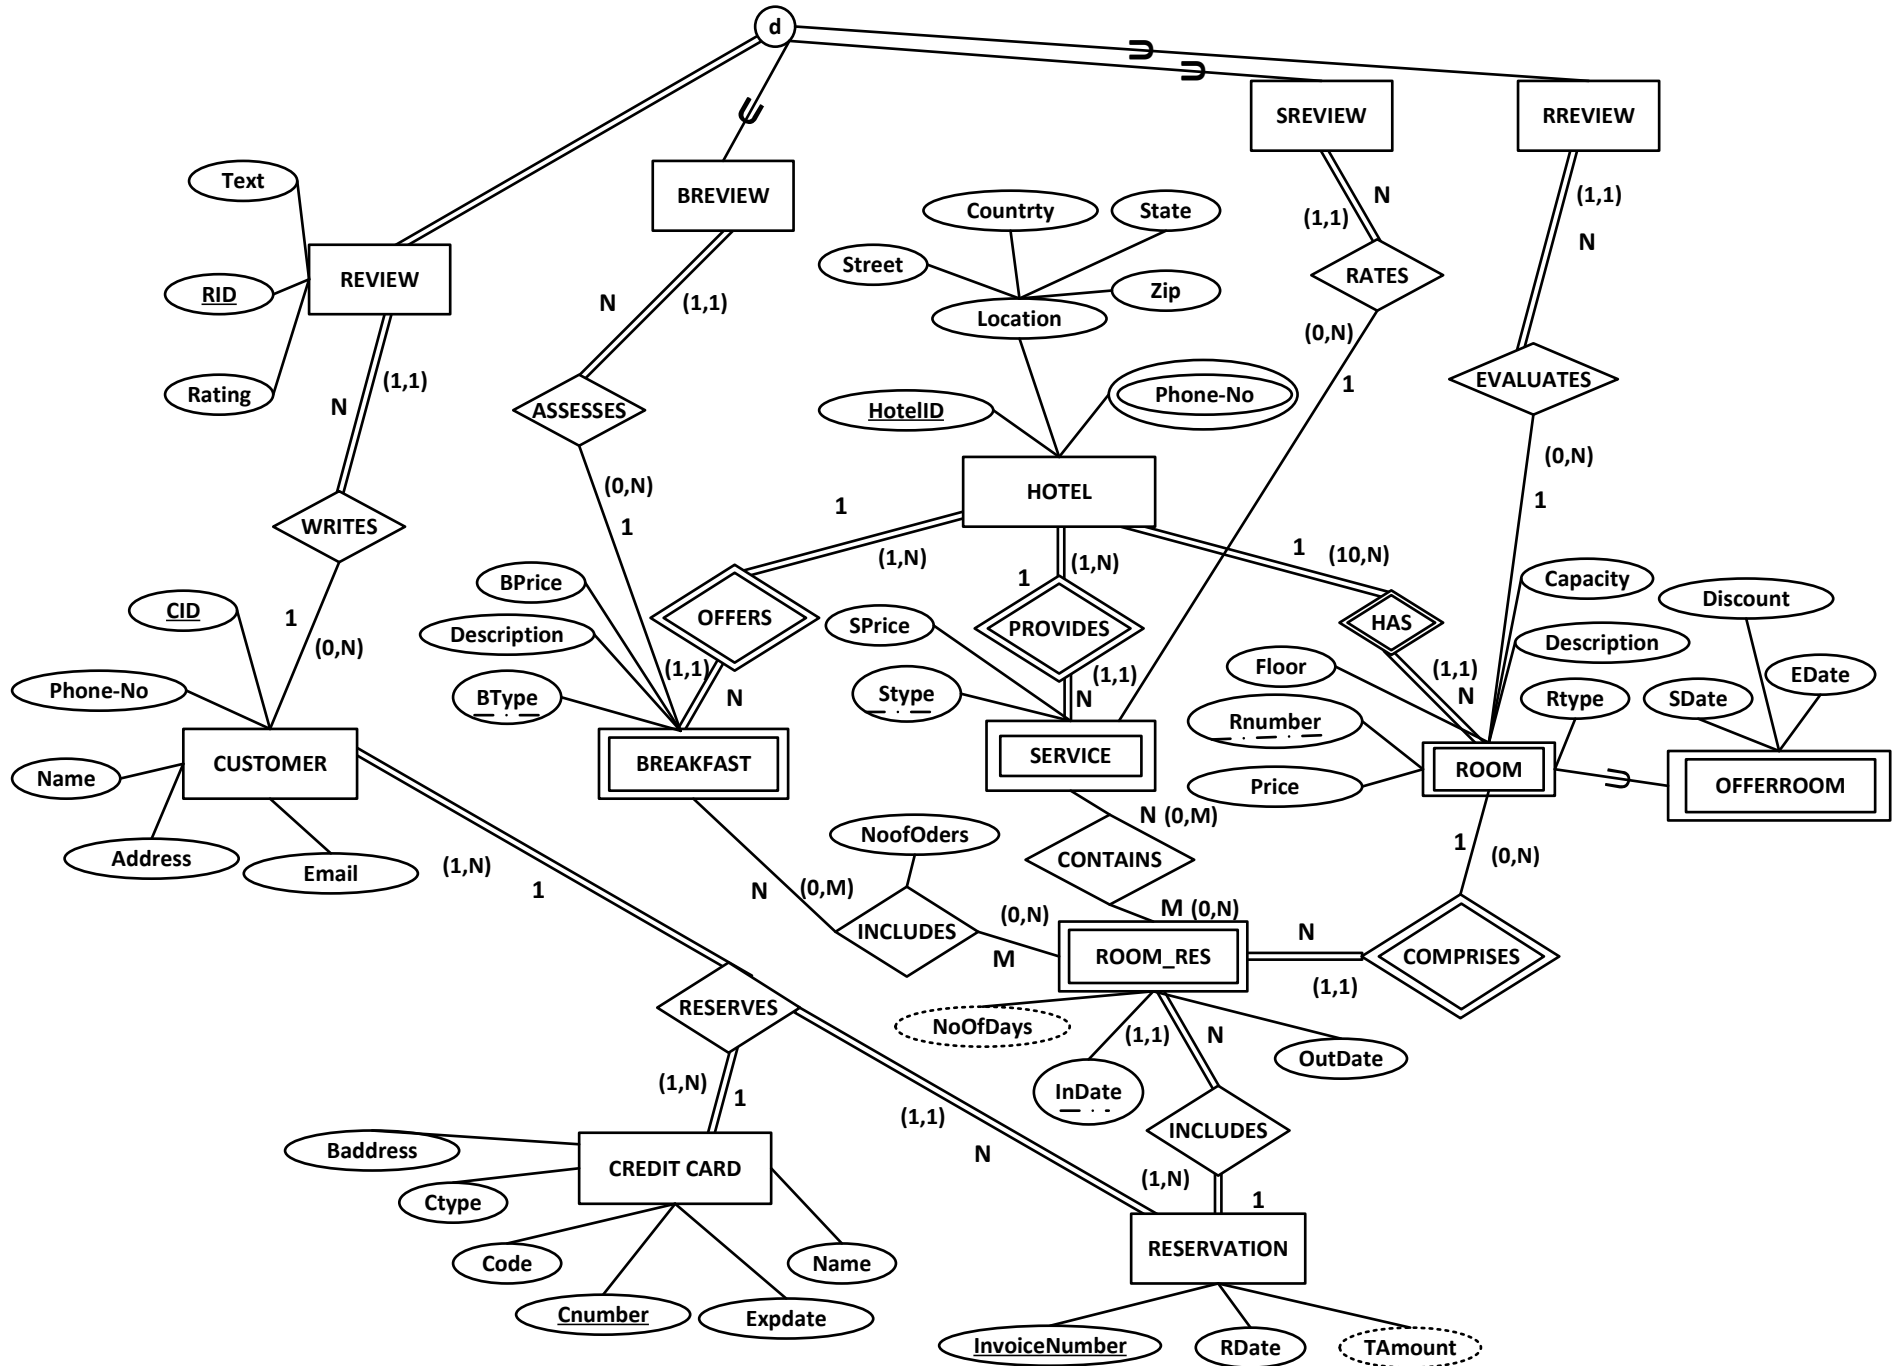 d
SREVIEW
RREVIEW
Text
BREVIEW
N
(1,1)
Countrty
State
(1,1)
N
Street
RATES
REVIEW
RID
Zip
N
(1,1)
Location
(0,N)
(1,1)
EVALUATES
Rating
N
1
Phone-No
ASSESSES
HotelID
(0,N)
(0,N)
HOTEL
1
1
1
WRITES
(1,N)
(1,N)
1
(10,N)
BPrice
1
Capacity
CID
Discount
1
OFFERS
SPrice
PROVIDES
HAS
Description
Description
(0,N)
Floor
(1,1)
(1,1)
(1,1)
EDate
Phone-No
BType
N
Stype
N
N
Rtype
SDate
Rnumber
CUSTOMER
BREAKFAST
SERVICE
ROOM
Name
Price
OFFERROOM
N
(0,M)
NoofOders
1
(0,N)
Address
(1,N)
CONTAINS
Email
1
N
(0,M)
M
(0,N)
(0,N)
INCLUDES
N
M
ROOM_RES
COMPRISES
(1,1)
RESERVES
NoOfDays
(1,1)
N
OutDate
(1,N)
InDate
1
(1,1)
INCLUDES
Baddress
N
CREDIT CARD
(1,N)
Ctype
1
RESERVATION
Code
Name
Cnumber
Expdate
InvoiceNumber
RDate
TAmount